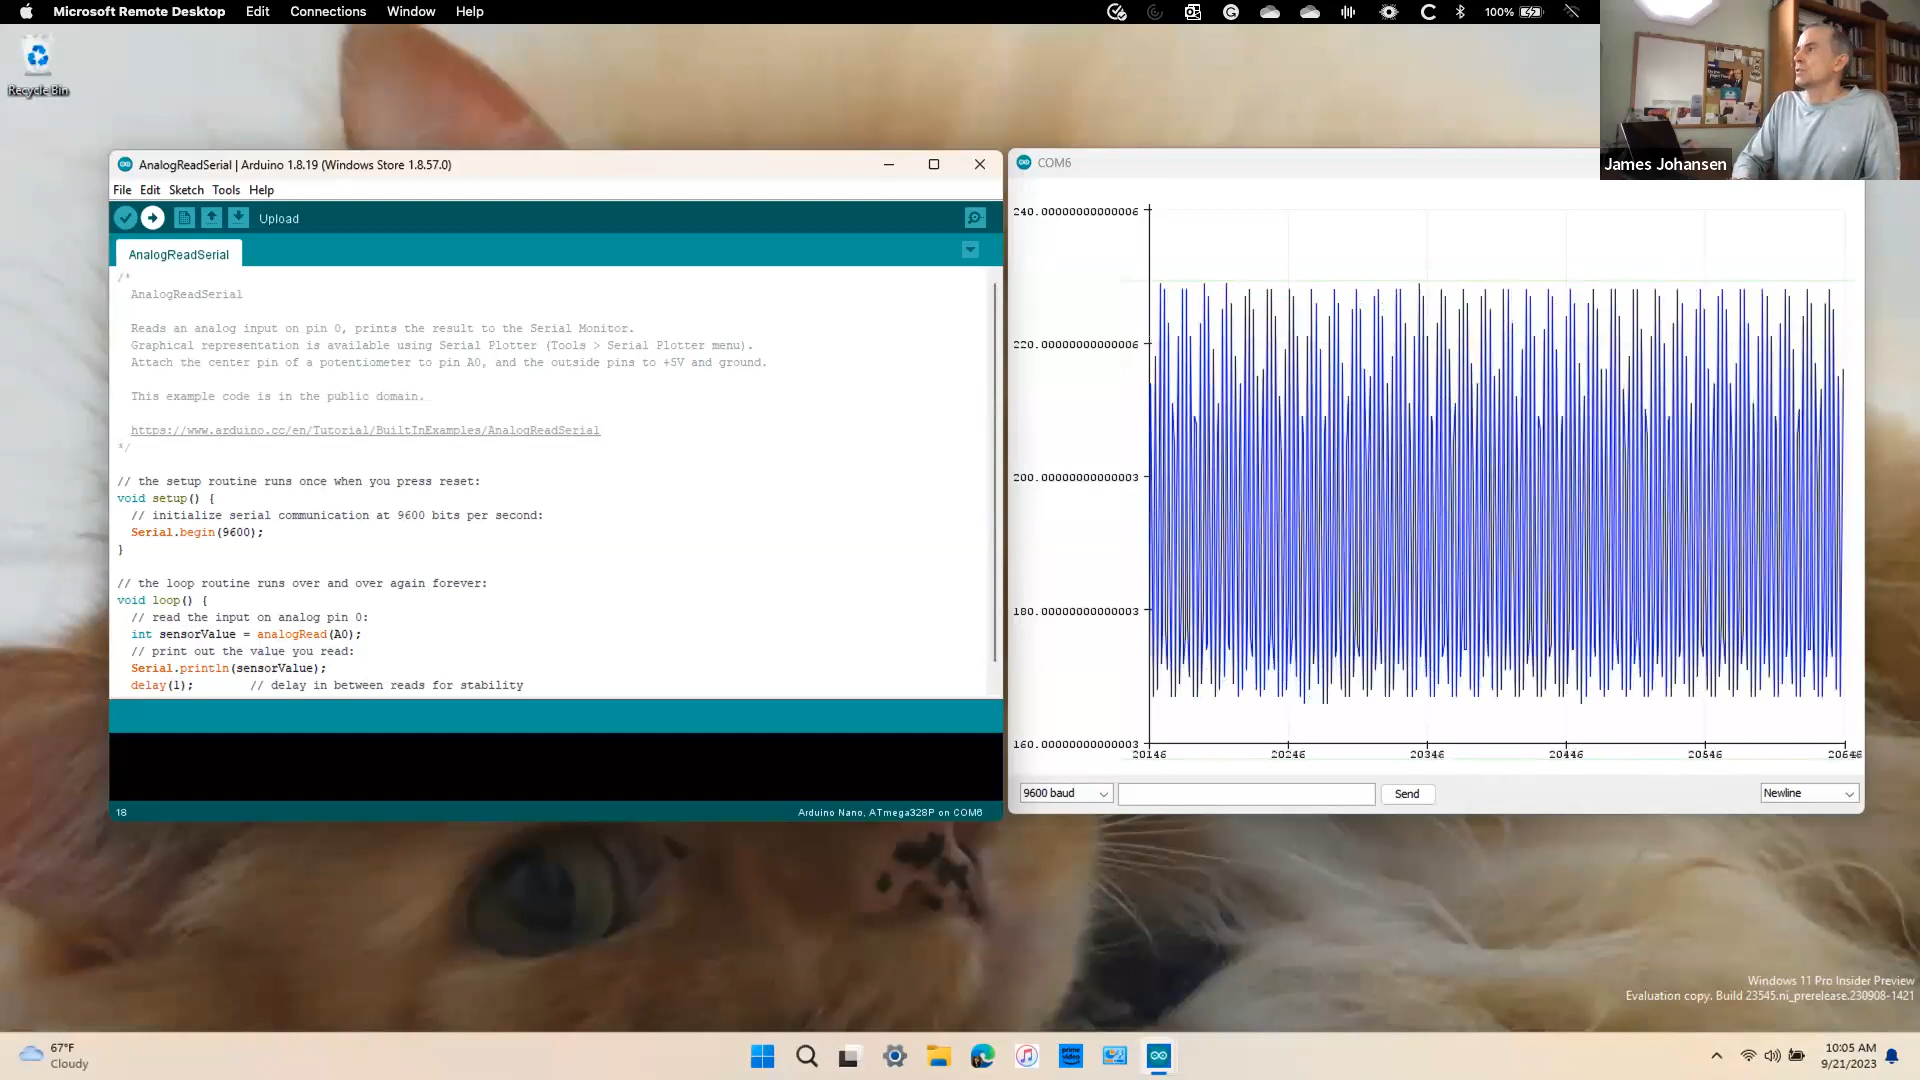 Microsoft Remote Desktop Edit Connections Window Help
100%
Recycle Bin
James Johansen
AnalogReadSerial | Arduino 1.8.19 (Windows Store 1.8.57.0)
File Edit Sketch Tools Help
Upload
AnalogReadSerial
/*
AnalogReadSerial
Reads an analog input on pin 0, prints the result to the Serial Monitor.
Graphical representation is available using Serial Plotter (Tools > Serial Plotter menu).
Attach the center pin of a potentiometer to pin A0, and the outside pins to +5V and ground.
This example code is in the public domain.
https://www.arduino.cc/en/Tutorial/BuiltInExamples/AnalogReadSerial
*/
// the setup routine runs once when you press reset:
void setup() {
// initialize serial communication at 9600 bits per second:
Serial.begin(9600);
}
// the loop routine runs over and over again forever:
void loop() {
// read the input on analog pin 0:
int sensorValue = analogRead(A0);
// print out the value you read:
Serial.println(sensorValue);
delay(1);        // delay in between reads for stability
18
Arduino Nano, ATmega328P on COM6
COM6
240.00000000000006
220.00000000000006
200.00000000000003
180.00000000000003
160.00000000000003
20146 20246 20346 20446 20546
9600 baud
Send
Newline
Windows 11 Pro Insider Preview
Evaluation copy. Build 23545.ni_prerelease.230908-1421
67°F
Cloudy
prime video
10:05 AM
9/21/2023